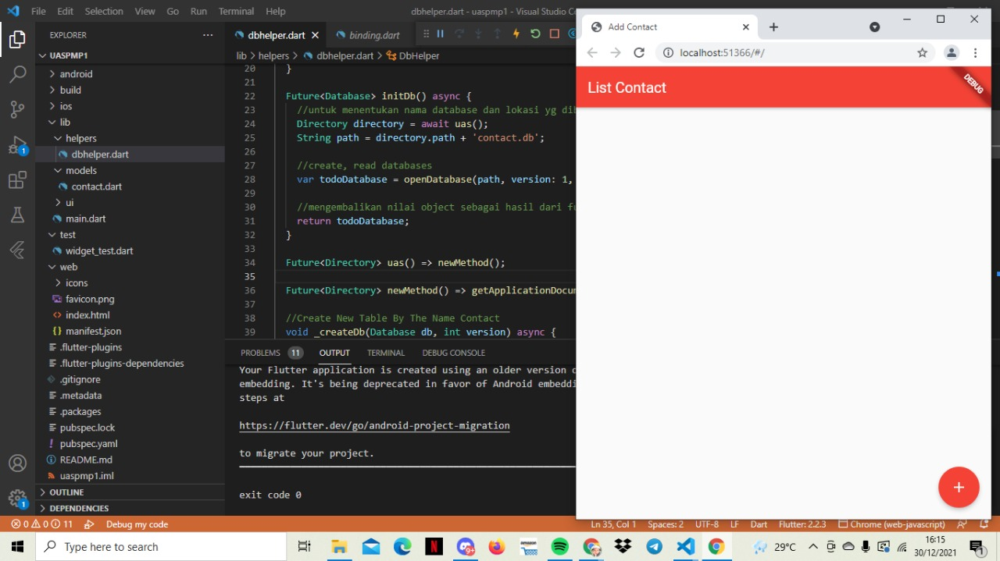 File Edit Selection View Go Run Terminal Help
dbhelper.dart - uaspmp1 - Visual Studio Co
EXPLORER
UASPMP1
android
build
ios
lib
helpers
dbhelper.dart
models
contact.dart
ui
main.dart
test
widget_test.dart
web
icons
favicon.png
index.html
manifest.json
.flutter-plugins
.flutter-plugins-dependencies
.gitignore
.metadata
.packages
pubspec.lock
pubspec.yaml
README.md
uaspmp1.iml
OUTLINE
DEPENDENCIES
1
1
dbhelper.dart
binding.dart
lib > helpers > dbhelper.dart > DbHelper
20 }
21
22 Future<Database> initDb() async {
23 //untuk menentukan nama database dan lokasi yg dib
24 Directory directory = await uas();
25 String path = directory.path + 'contact.db';
26
27 //create, read databases
28 var todoDatabase = openDatabase(path, version: 1,
29
30 //mengembalikan nilai object sebagai hasil dari fu
31 return todoDatabase;
32 }
33
34 Future<Directory> uas() => newMethod();
35
36 Future<Directory> newMethod() => getApplicationDocum
37
38 //Create New Table By The Name Contact
39 void _createDb(Database db, int version) async {
PROBLEMS 11 OUTPUT TERMINAL DEBUG CONSOLE
Your Flutter application is created using an older version o
embedding. It's being deprecated in favor of Android embeddi
steps at
https://flutter.dev/go/android-project-migration
to migrate your project.
exit code 0
Add Contact
localhost:51366/#/
List Contact
DEBUG
+
0 0 11 Debug my code
Ln 35, Col 1 Spaces: 2 UTF-8 LF Dart Flutter: 2.2.3 Chrome (web-javascript)
Type here to search
N
9+
amazon
29°C
16:15
30/12/2021
1